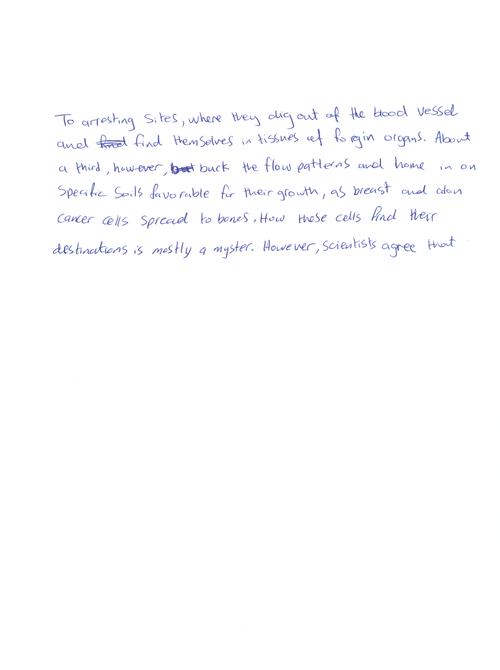 To arresting Sites, where they dig out of the blood vessel
and find themselves in tissues of foregin organs. About
a third, however, buck the flow patterns and home in on
Specific Soils favorable for their growth, as breast and colon
cancer cells spread to bones. How these cells find their
destinations is mostly a myster. However, scientists agree that